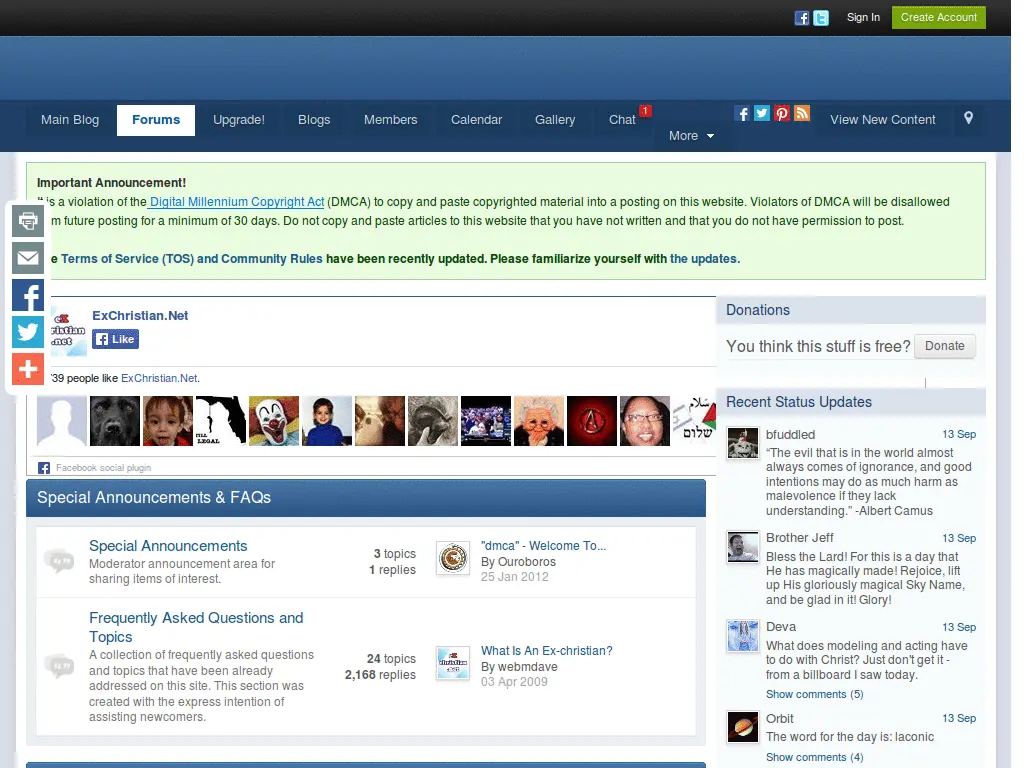 Sign In
Create Account
Main Blog
Forums
Upgrade!
Blogs
Members
Calendar
Gallery
Chat
1
More
View New Content
Important Announcement!
is a violation of the Digital Millennium Copyright Act (DMCA) to copy and paste copyrighted material into a posting on this website. Violators of DMCA will be disallowed
future posting for a minimum of 30 days. Do not copy and paste articles to this website that you have not written and that you do not have permission to post.
Terms of Service (TOS) and Community Rules have been recently updated. Please familiarize yourself with the updates.
ExChristian.Net
Like
739 people like ExChristian.Net.
Facebook social plugin
Donations
You think this stuff is free?
Donate
Recent Status Updates
bfuddled
13 Sep
“The evil that is in the world almost
always comes of ignorance, and good
intentions may do as much harm as
malevolence if they lack
understanding.” -Albert Camus
Brother Jeff
13 Sep
Bless the Lord! For this is a day that
He has magically made! Rejoice, lift
up His gloriously magical Sky Name,
and be glad in it! Glory!
Deva
13 Sep
What does modeling and acting have
to do with Christ? Just don't get it -
from a billboard I saw today.
Show comments (5)
Orbit
13 Sep
The word for the day is: laconic
Show comments (4)
Special Announcements & FAQs
Special Announcements
Moderator announcement area for
sharing items of interest.
3 topics
1 replies
"dmca" - Welcome To...
By Ouroboros
25 Jan 2012
Frequently Asked Questions and
Topics
A collection of frequently asked questions
and topics that have been already
addressed on this site. This section was
created with the express intention of
assisting newcomers.
24 topics
2,168 replies
What Is An Ex-christian?
By webmdave
03 Apr 2009